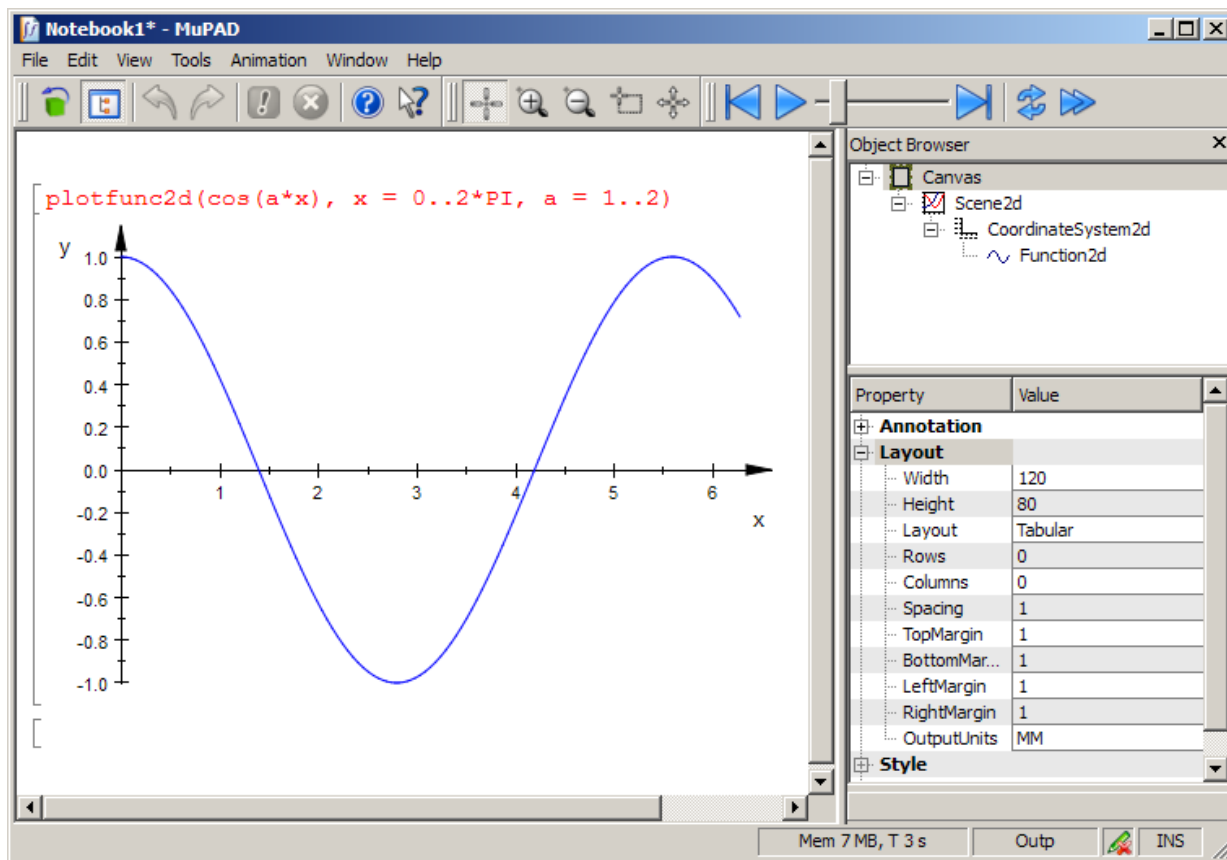 Notebook1* - MuPAD
File Edit View Tools Animation Window Help
plotfunc2d(cos(a*x), x = 0..2*PI, a = 1..2)
y
1.0
0.8
0.6
0.4
0.2
0.0
-0.2
-0.4
-0.6
-0.8
-1.0
1 2 3 4 5 6
x
Object Browser
Canvas
Scene2d
CoordinateSystem2d
Function2d
Property Value
Annotation
Layout
Width 120
Height 80
Layout Tabular
Rows 0
Columns 0
Spacing 1
TopMargin 1
BottomMar... 1
LeftMargin 1
RightMargin 1
OutputUnits MM
Style
Mem 7 MB, T 3 s Outp INS